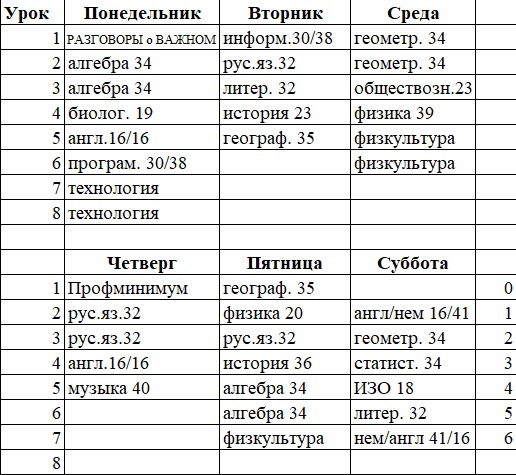 Урок Понедельник Вторник Среда
1 РАЗГОВОРЫ о ВАЖНОМ информ.30/38 геометр. 34
2 алгебра 34 рус.яз.32 геометр. 34
3 алгебра 34 литер. 32 обществозн.23
4 биолог. 19 история 23 физика 39
5 англ.16/16 географ. 35 физкультура
6 програм. 30/38 физкультура
7 технология
8 технология
Четверг Пятница Суббота
1 Профминимум географ. 35 0
2 рус.яз.32 физика 20 англ/нем 16/41 1
3 рус.яз.32 рус.яз.32 геометр. 34 2
4 англ.16/16 история 36 статист. 34 3
5 музыка 40 алгебра 34 ИЗО 18 4
6 алгебра 34 литер. 32 5
7 физкультура нем/англ 41/16 6
8